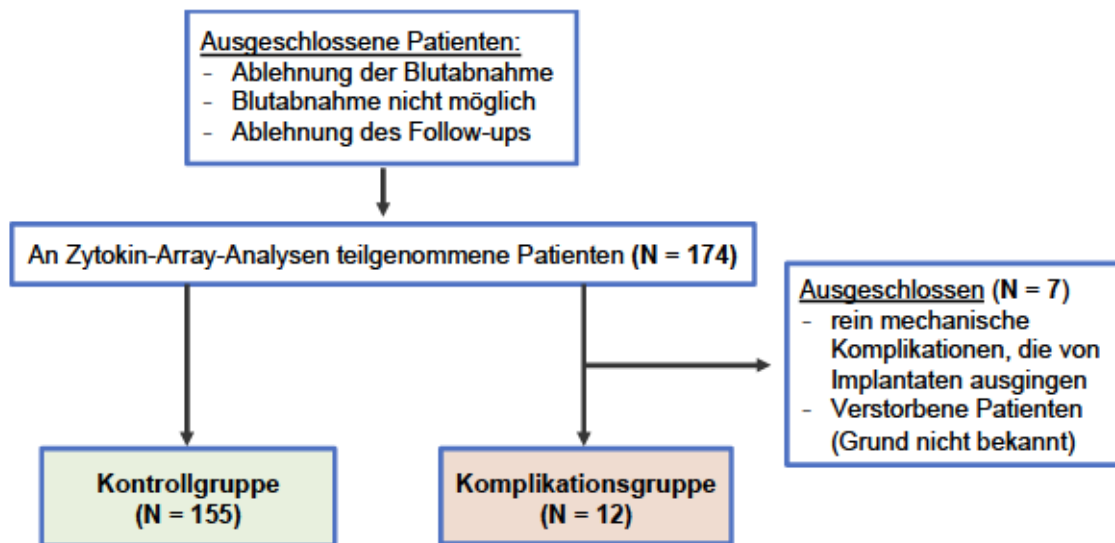 Ausgeschlossene Patienten:
- Ablehnung der Blutabnahme
- Blutabnahme nicht möglich
- Ablehnung des Follow-ups
An Zytokin-Array-Analysen teilgenommene Patienten (N = 174)
Ausgeschlossen (N = 7)
- rein mechanische
Komplikationen, die von
Implantaten ausgingen
- Verstorbene Patienten
(Grund nicht bekannt)
Kontrollgruppe
(N = 155)
Komplikationsgruppe
(N = 12)